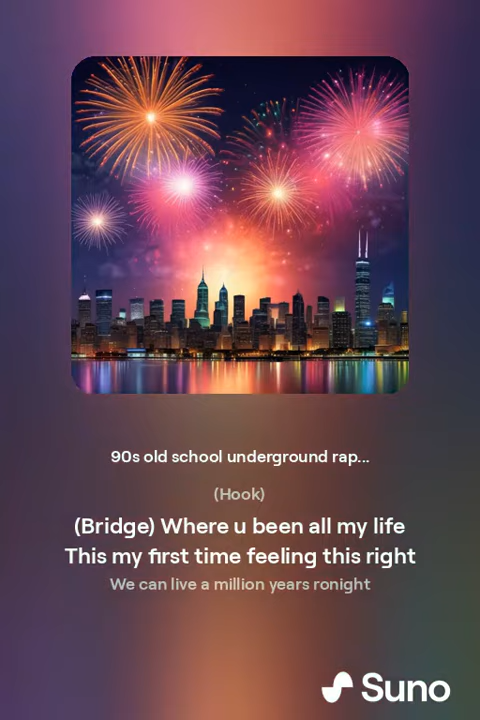 90s old school underground rap...
(Hook)
(Bridge) Where u been all my life
This my first time feeling this right
We can live a million years ronight
Suno